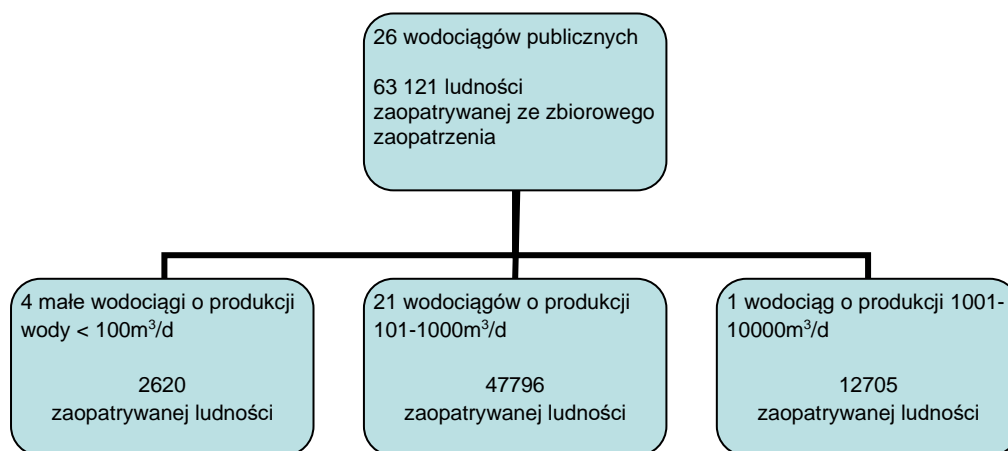 26 wodociągów publicznych
63 121 ludności
zaopatrywanej ze zbiorowego
zaopatrzenia
4 małe wodociągi o produkcji
wody < 100m³/d
2620
zaopatrywanej ludności
21 wodociągów o produkcji
101-1000m³/d
47796
zaopatrywanej ludności
1 wodociąg o produkcji 1001-
10000m³/d
12705
zaopatrywanej ludności